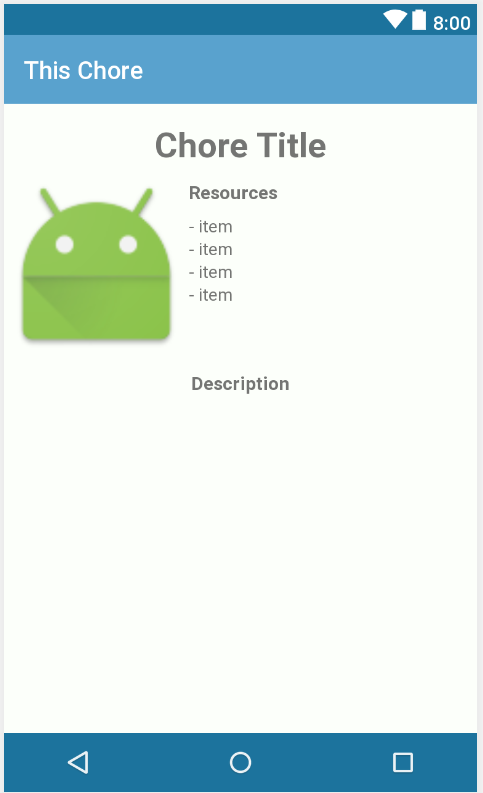 8:00
This Chore
Chore Title
Resources
- item
- item
- item
- item
Description